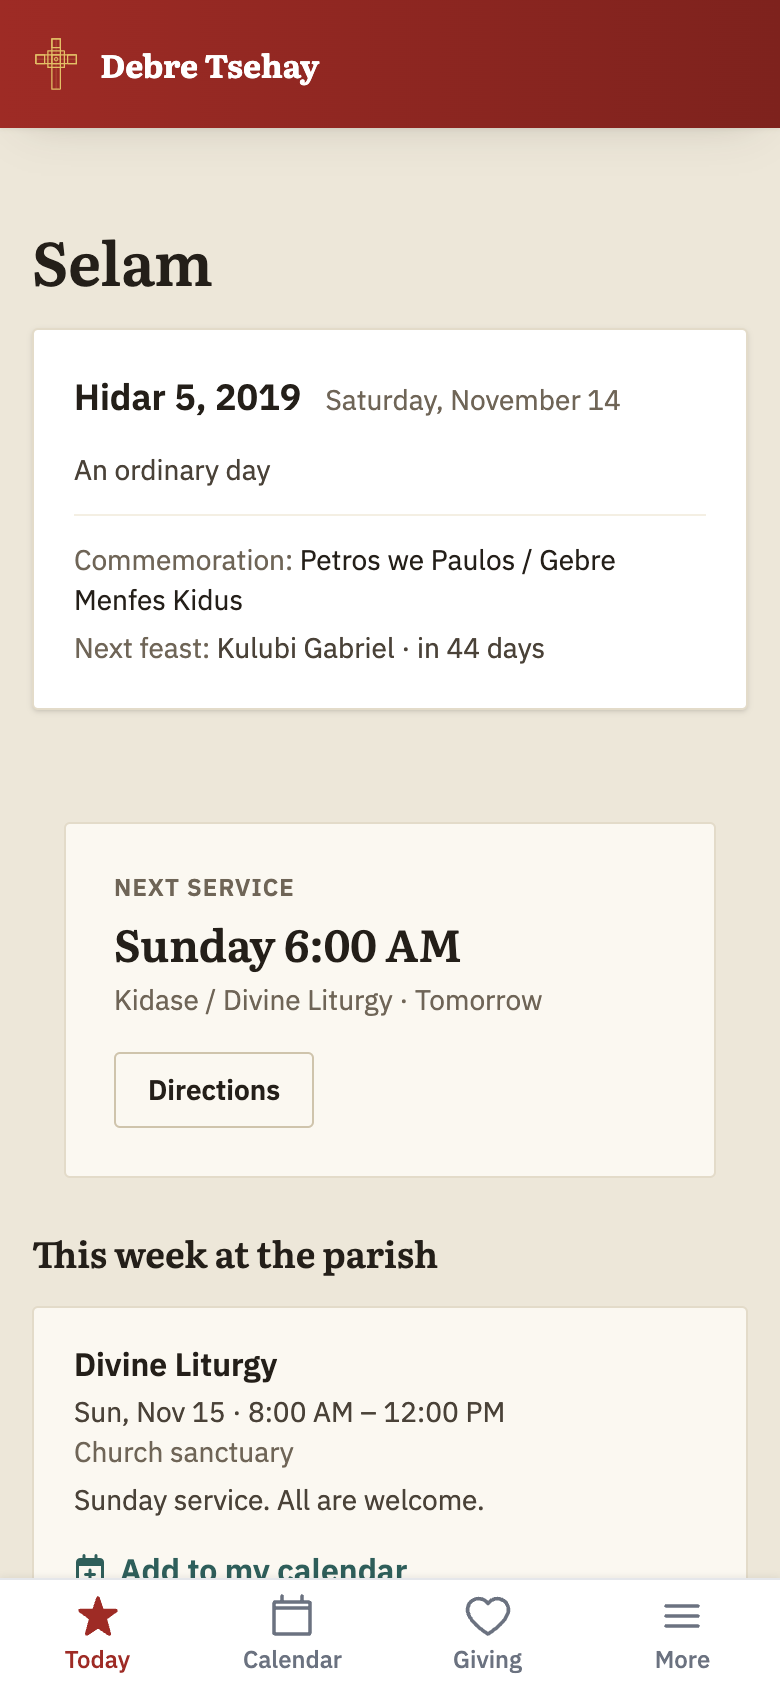 Debre Tsehay
Selam
Hidar 5, 2019 Saturday, November 14
An ordinary day
Commemoration: Petros we Paulos / Gebre
Menfes Kidus
Next feast: Kulubi Gabriel · in 44 days
NEXT SERVICE
Sunday 6:00 AM
Kidase / Divine Liturgy · Tomorrow
Directions
This week at the parish
Divine Liturgy
Sun, Nov 15 · 8:00 AM – 12:00 PM
Church sanctuary
Sunday service. All are welcome.
Add to my calendar
Today Calendar Giving More